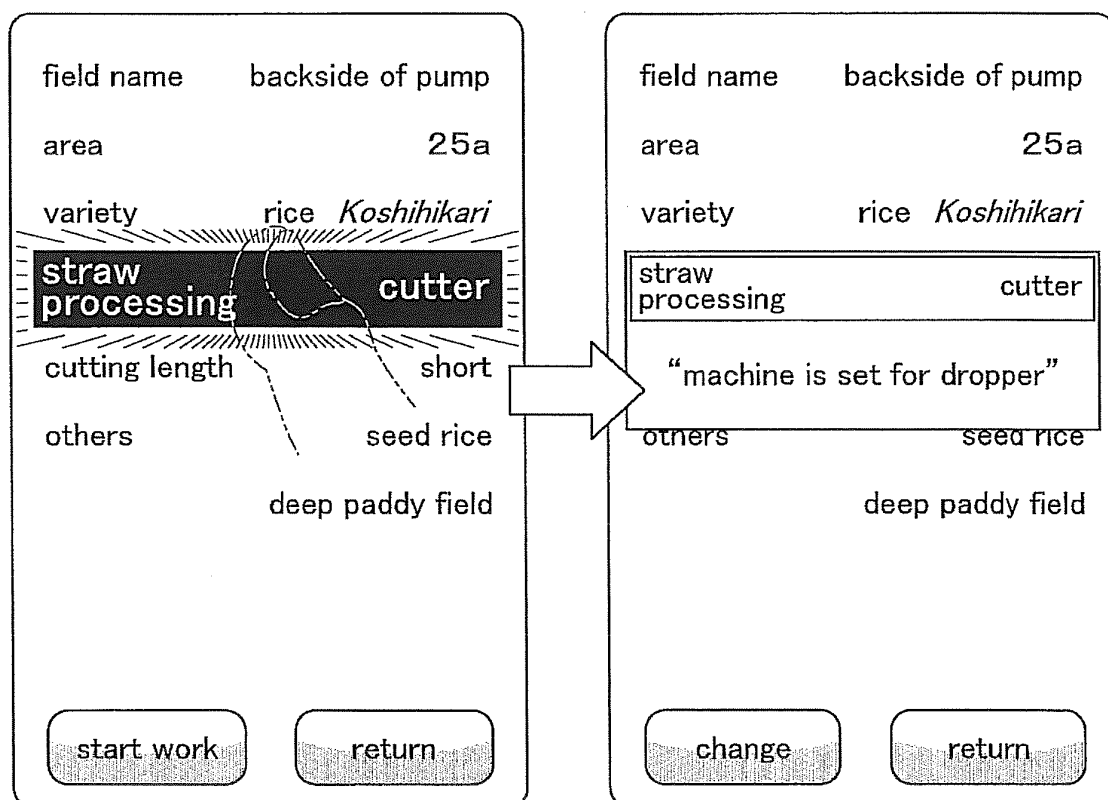 field name backside of pump
area 25a
variety rice Koshihikari
straw processing cutter
cutting length short
others seed rice
deep paddy field
start work return
field name backside of pump
area 25a
variety rice Koshihikari
straw processing cutter
“machine is set for dropper”
others seed rice
deep paddy field
change return